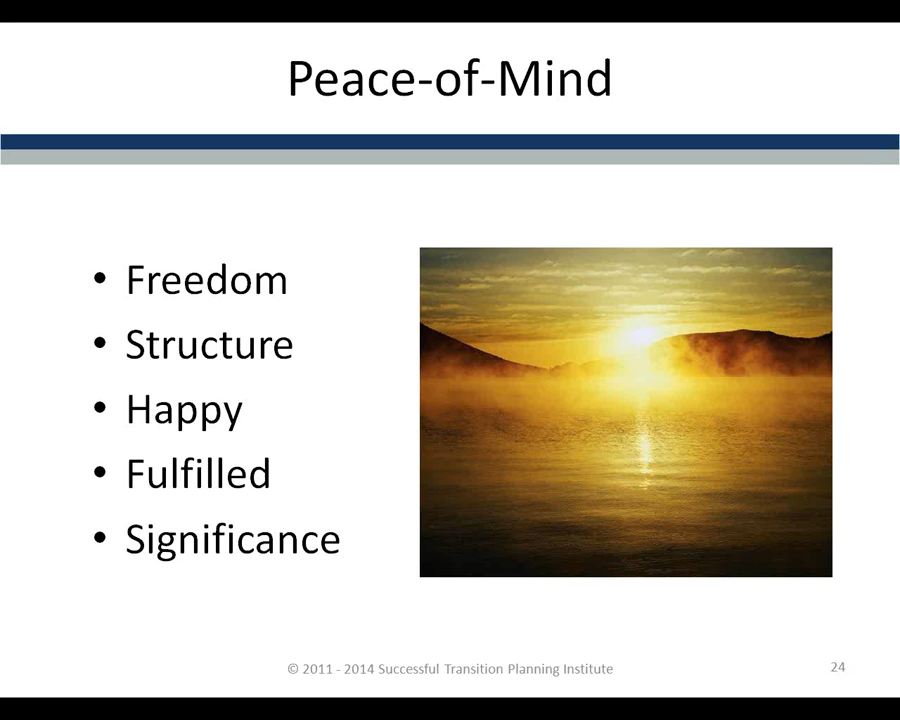 Peace-of-Mind
• Freedom
• Structure
• Happy
• Fulfilled
• Significance
© 2011 - 2014 Successful Transition Planning Institute
24